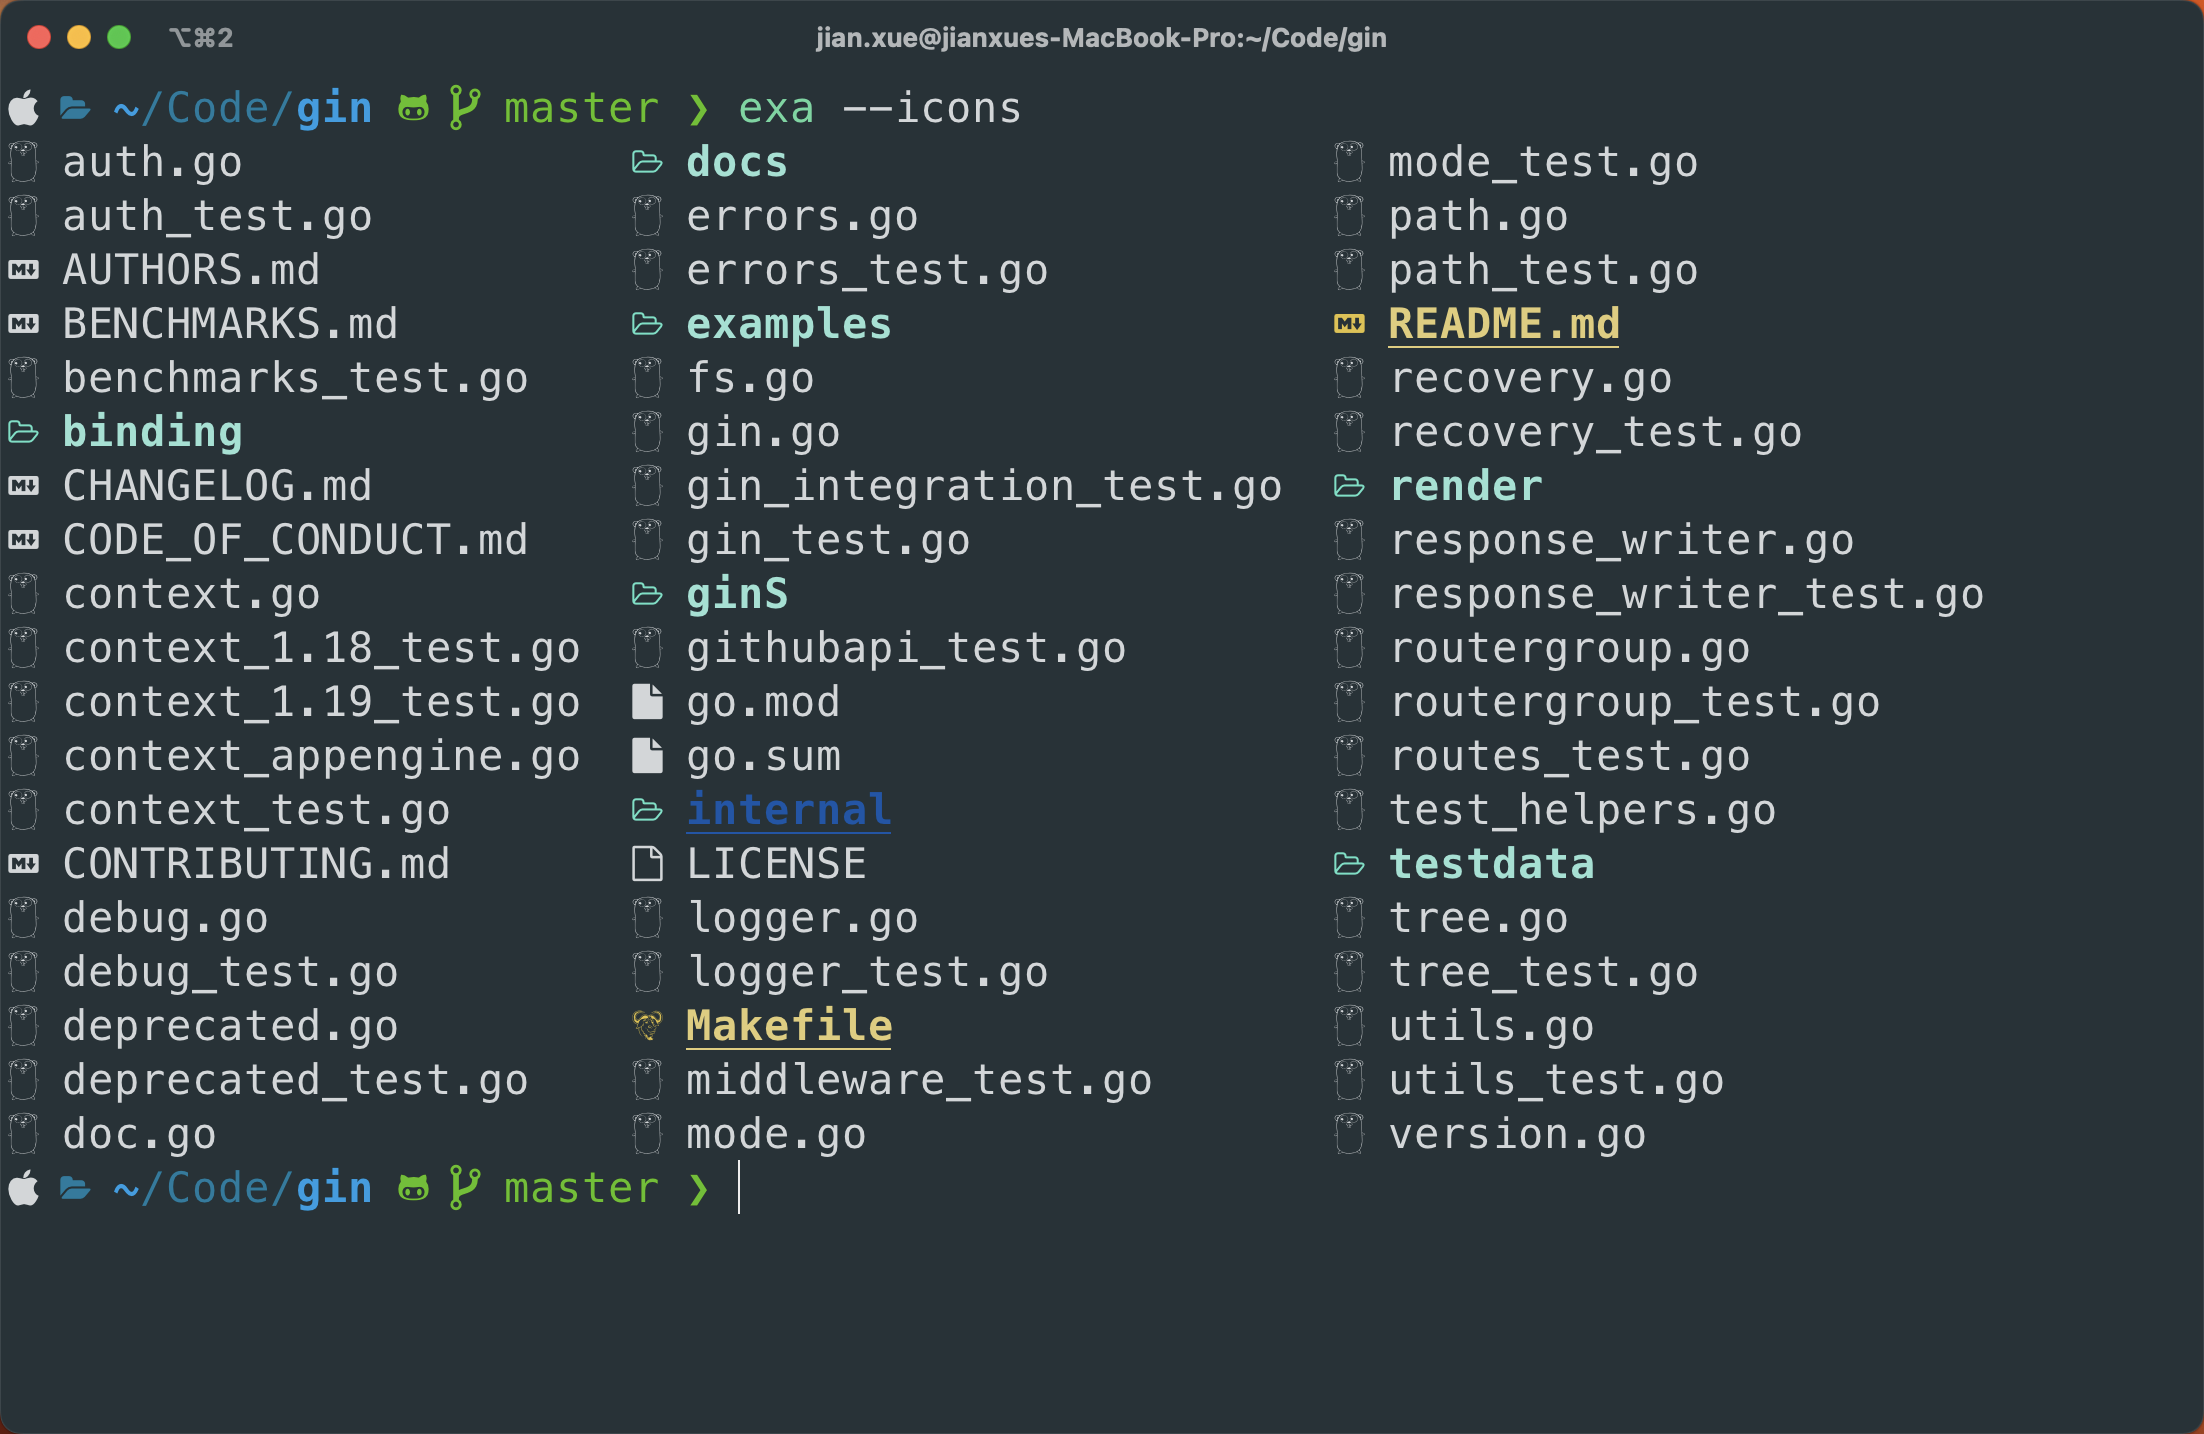 ⌥⌘2 jian.xue@jianxues-MacBook-Pro:~/Code/gin
~/Code/gin master ❯ exa --icons
auth.go docs mode_test.go
auth_test.go errors.go path.go
AUTHORS.md errors_test.go path_test.go
BENCHMARKS.md examples README.md
benchmarks_test.go fs.go recovery.go
binding gin.go recovery_test.go
CHANGELOG.md gin_integration_test.go render
CODE_OF_CONDUCT.md gin_test.go response_writer.go
context.go ginS response_writer_test.go
context_1.18_test.go githubapi_test.go routergroup.go
context_1.19_test.go go.mod routergroup_test.go
context_appengine.go go.sum routes_test.go
context_test.go internal test_helpers.go
CONTRIBUTING.md LICENSE testdata
debug.go logger.go tree.go
debug_test.go logger_test.go tree_test.go
deprecated.go Makefile utils.go
deprecated_test.go middleware_test.go utils_test.go
doc.go mode.go version.go
~/Code/gin master ❯